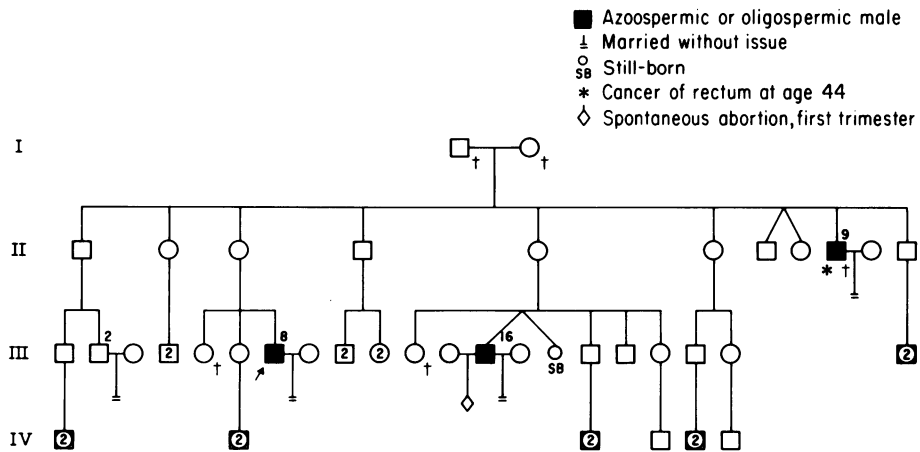 Azoospermic or oligospermic male
Married without issue
SB Still-born
* Cancer of rectum at age 44
Spontaneous abortion, first trimester
I
† †
II
9
* †
III
2 2 † 8 2 2 † 16 SB 2 2
IV
2 2 2 2